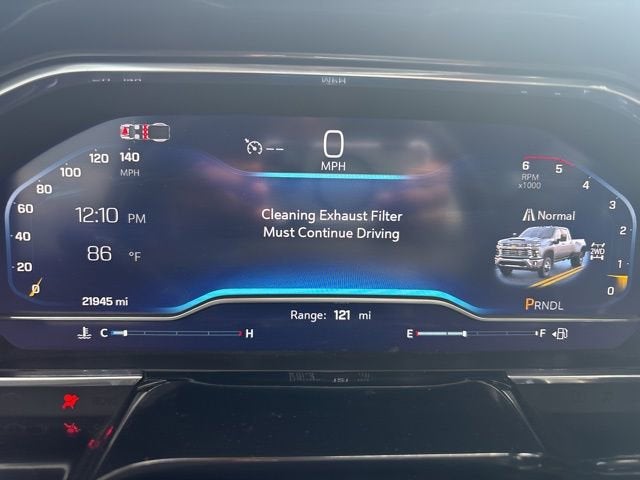 0
MPH
120
140
MPH
100
80
60
40
20
0
12:10 PM
86 °F
21945 mi
Cleaning Exhaust Filter
Must Continue Driving
Range: 121 mi
6
5
4
3
2
1
0
RPM
x1000
Normal
2WD
PRNDL
C
H
E
F